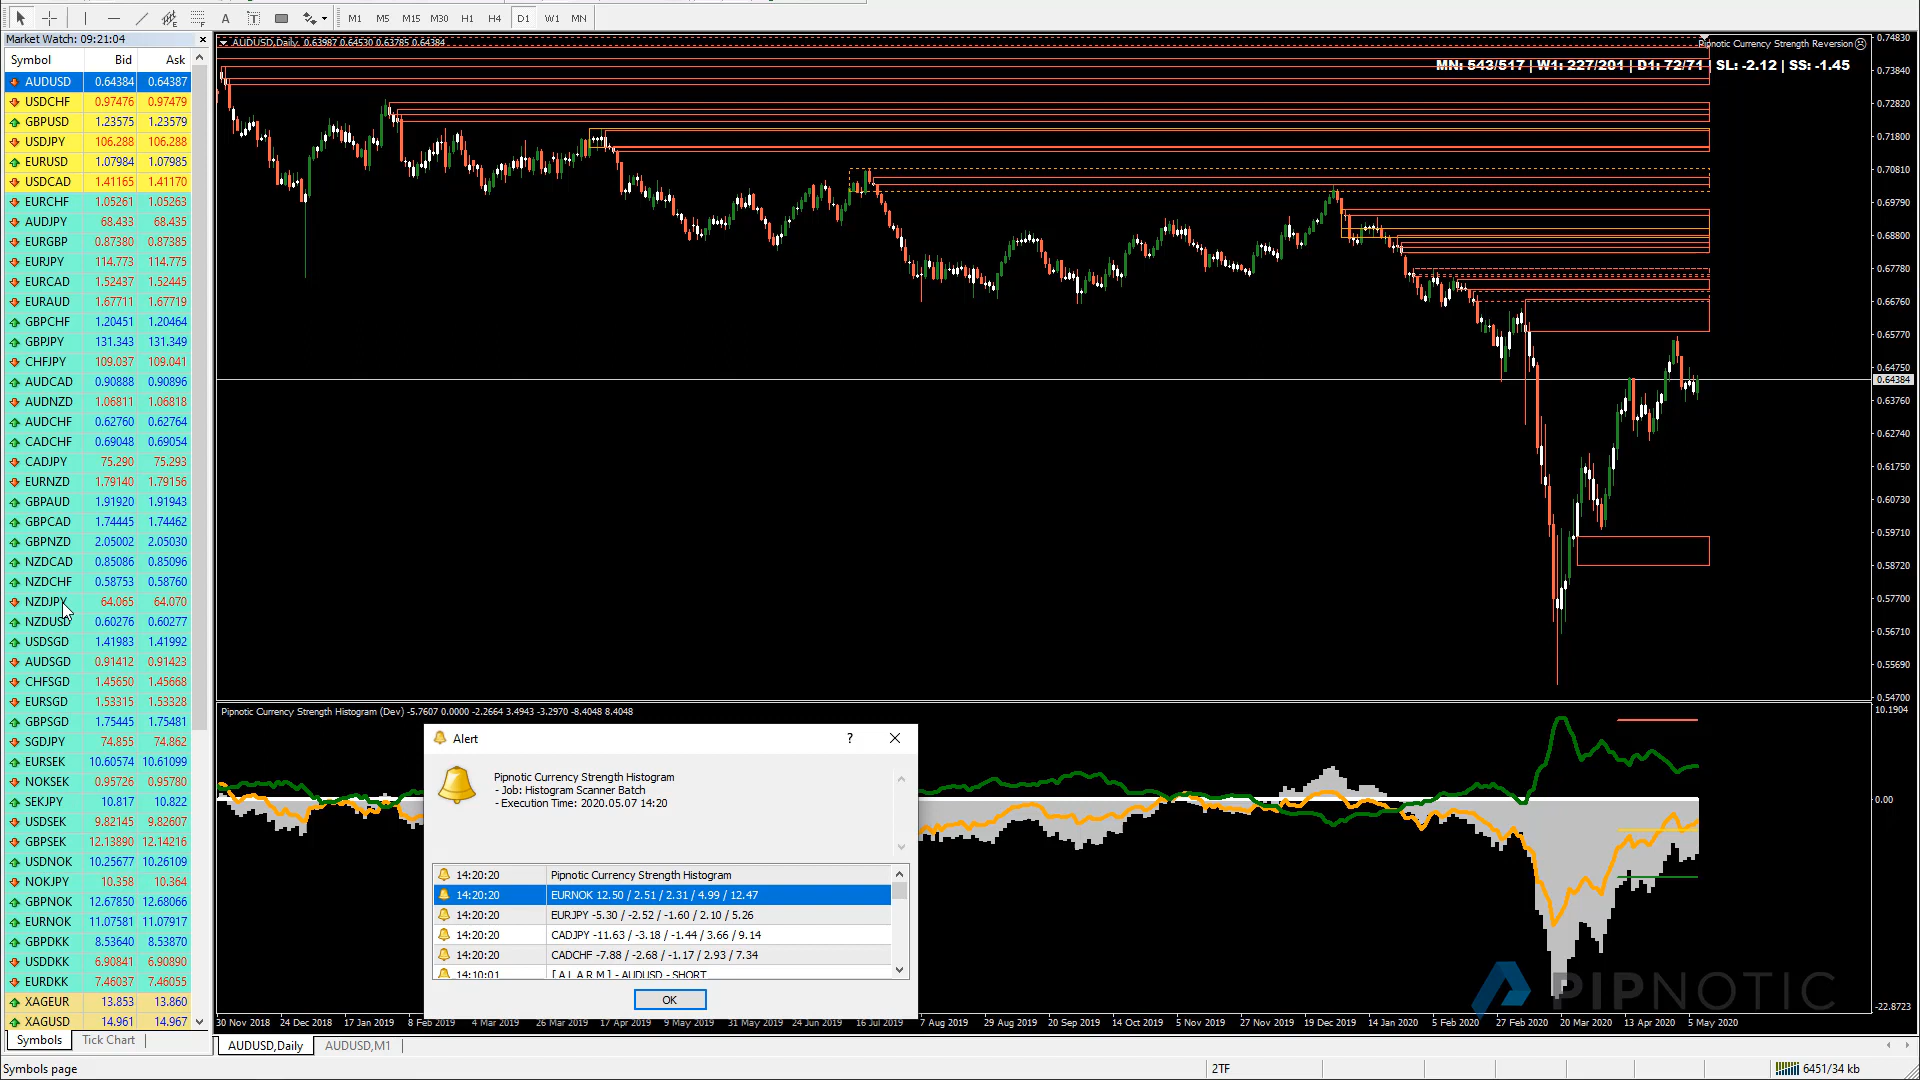 A T M1 M5 M15 M30 H1 H4 D1 W1 MN
Market Watch: 09:21:04
Symbol Bid Ask
AUDUSD 0.64384 0.64387
USDCHF 0.97476 0.97479
GBPUSD 1.23575 1.23579
USDJPY 106.288 106.288
EURUSD 1.07984 1.07985
USDCAD 1.41165 1.41170
EURCHF 1.05261 1.05263
AUDJPY 68.433 68.435
EURGBP 0.87380 0.87385
EURJPY 114.773 114.775
EURCAD 1.52437 1.52445
EURAUD 1.67711 1.67719
GBPCHF 1.20451 1.20464
GBPJPY 131.343 131.349
CHFJPY 109.037 109.041
AUDCAD 0.90888 0.90896
AUDNZD 1.06811 1.06818
AUDCHF 0.62760 0.62764
CADCHF 0.69048 0.69054
CADJPY 75.290 75.293
EURNZD 1.79140 1.79156
GBPAUD 1.91920 1.91943
GBPCAD 1.74445 1.74462
GBPNZD 2.05002 2.05030
NZDCAD 0.85086 0.85096
NZDCHF 0.58753 0.58760
NZDJPY 64.065 64.070
NZDUSD 0.60276 0.60277
USDSGD 1.41983 1.41992
AUDSGD 0.91412 0.91423
CHFSGD 1.45650 1.45668
EURSGD 1.53315 1.53328
GBPSGD 1.75445 1.75481
SGDJPY 74.855 74.862
EURSEK 10.60574 10.61099
NOKSEK 0.95726 0.95780
SEKJPY 10.817 10.822
USDSEK 9.82145 9.82607
GBPSEK 12.13890 12.14216
USDNOK 10.25677 10.26109
NOKJPY 10.358 10.364
GBPNOK 12.67850 12.68066
EURNOK 11.07581 11.07917
GBPDKK 8.53640 8.53870
USDDKK 6.90841 6.90890
EURDKK 7.46037 7.46055
XAGEUR 13.853 13.860
XAGUSD 14.961 14.967
Symbols Tick Chart
Symbols page
AUDUSD,Daily 0.63987 0.64530 0.63785 0.64384
Pipnotic Currency Strength Reversion
MN: 543/517 | W1: 227/201 | D1: 72/71 | SL: -2.12 | SS: -1.45
0.74830
0.73840
0.72820
0.71800
0.70810
0.69790
0.68800
0.67780
0.66760
0.65770
0.64750
0.64384
0.63760
0.62740
0.61750
0.60730
0.59710
0.58720
0.57700
0.56710
0.55690
0.54700
Pipnotic Currency Strength Histogram (Dev) -5.7607 0.0000 -2.2664 3.4943 -3.2970 -8.4048 8.4048
10.1904
0.00
-22.8723
Alert ?
Pipnotic Currency Strength Histogram
- Job: Histogram Scanner Batch
- Execution Time: 2020.05.07 14:20
14:20:20 Pipnotic Currency Strength Histogram
14:20:20 EURNOK 12.50 / 2.51 / 2.31 / 4.99 / 12.47
14:20:20 EURJPY -5.30 / -2.52 / -1.60 / 2.10 / 5.26
14:20:20 CADJPY -11.63 / -3.18 / -1.44 / 3.66 / 9.14
14:20:20 CADCHF -7.88 / -2.68 / -1.17 / 2.93 / 7.34
14:10:01 [ A L A R M ] - AUDUSD - SHORT
OK
PIPNOTIC
30 Nov 2018 24 Dec 2018 17 Jan 2019 8 Feb 2019 4 Mar 2019 26 Mar 2019 17 Apr 2019 9 May 2019 31 May 2019 24 Jun 2019 16 Jul 2019 7 Aug 2019 29 Aug 2019 20 Sep 2019 14 Oct 2019 5 Nov 2019 27 Nov 2019 19 Dec 2019 14 Jan 2020 5 Feb 2020 27 Feb 2020 20 Mar 2020 13 Apr 2020 5 May 2020
AUDUSD,Daily AUDUSD,M1
2TF
6451/34 kb